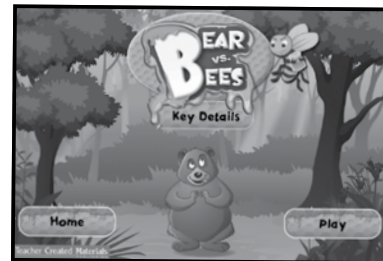 BEAR
vs.
BEES
Key Details
Home
Play
Teacher Created Materials